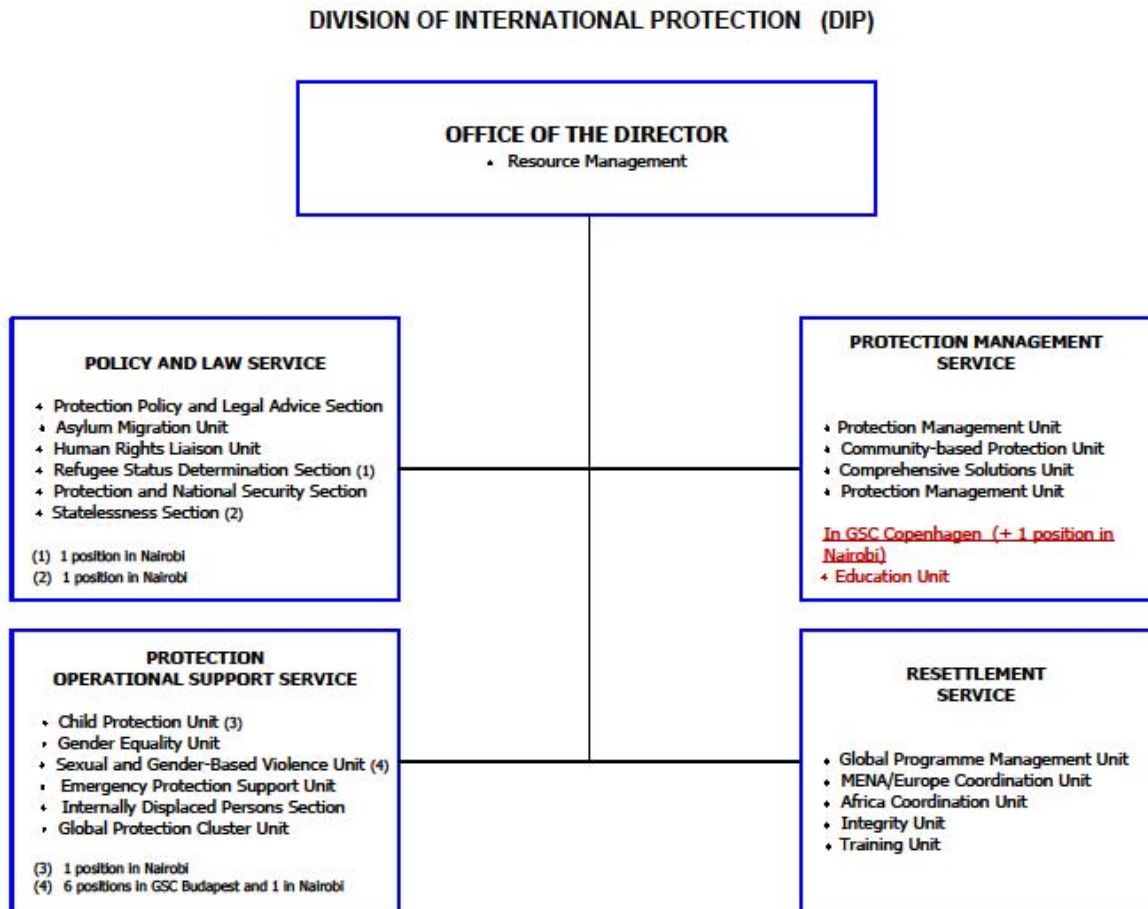 DIVISION OF INTERNATIONAL PROTECTION (DIP)
OFFICE OF THE DIRECTOR
• Resource Management
POLICY AND LAW SERVICE
• Protection Policy and Legal Advice Section
• Asylum Migration Unit
• Human Rights Liaison Unit
• Refugee Status Determination Section (1)
• Protection and National Security Section
• Statelessness Section (2)
(1) 1 position in Nairobi
(2) 1 position in Nairobi
PROTECTION MANAGEMENT
SERVICE
• Protection Management Unit
• Community-based Protection Unit
• Comprehensive Solutions Unit
• Protection Management Unit
In GSC Copenhagen (+ 1 position in
Nairobi)
• Education Unit
PROTECTION
OPERATIONAL SUPPORT SERVICE
• Child Protection Unit (3)
• Gender Equality Unit
• Sexual and Gender-Based Violence Unit (4)
• Emergency Protection Support Unit
• Internally Displaced Persons Section
• Global Protection Cluster Unit
(3) 1 position in Nairobi
(4) 6 positions in GSC Budapest and 1 in Nairobi
RESETTLEMENT
SERVICE
• Global Programme Management Unit
• MENA/Europe Coordination Unit
• Africa Coordination Unit
• Integrity Unit
• Training Unit